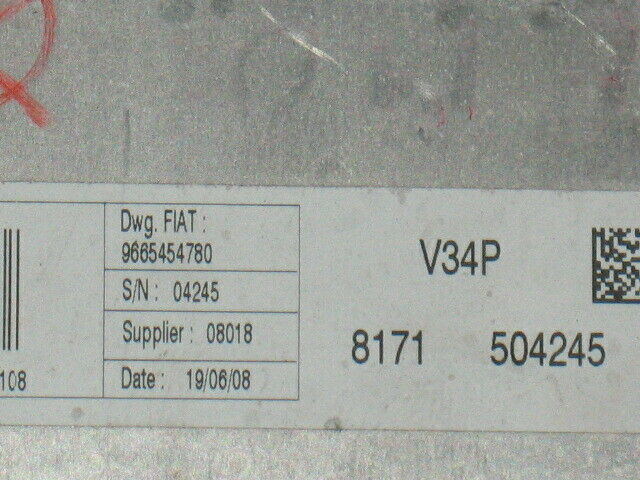 Dwg. FIAT :
9665454780
S/N : 04245
Supplier : 08018
Date : 19/06/08
108
V34P
8171 504245